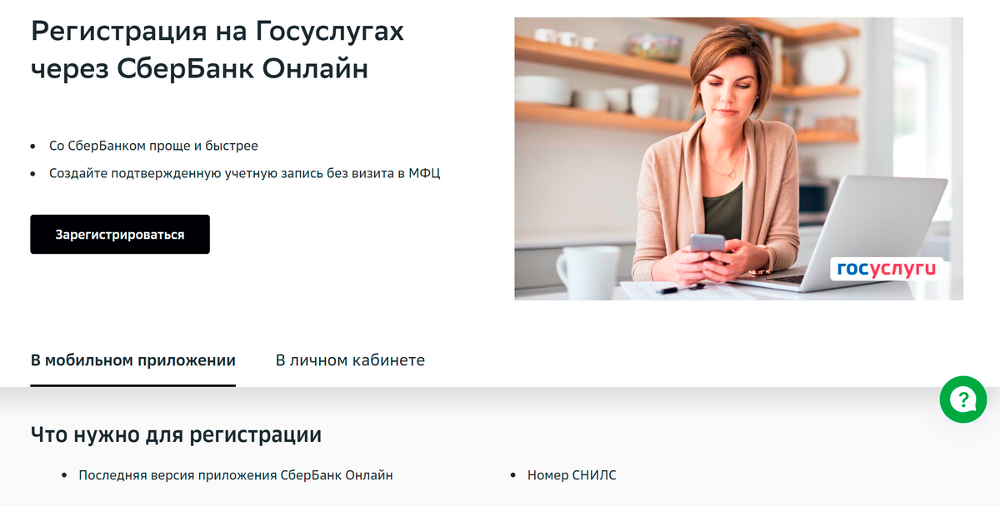 Регистрация на Госуслугах
через СберБанк Онлайн
Со СберБанком проще и быстрее
Создайте подтвержденную учетную запись без визита в МФЦ
Зарегистрироваться
госуслуги
В мобильном приложении
В личном кабинете
?
Что нужно для регистрации
Последняя версия приложения СберБанк Онлайн
Номер СНИЛС